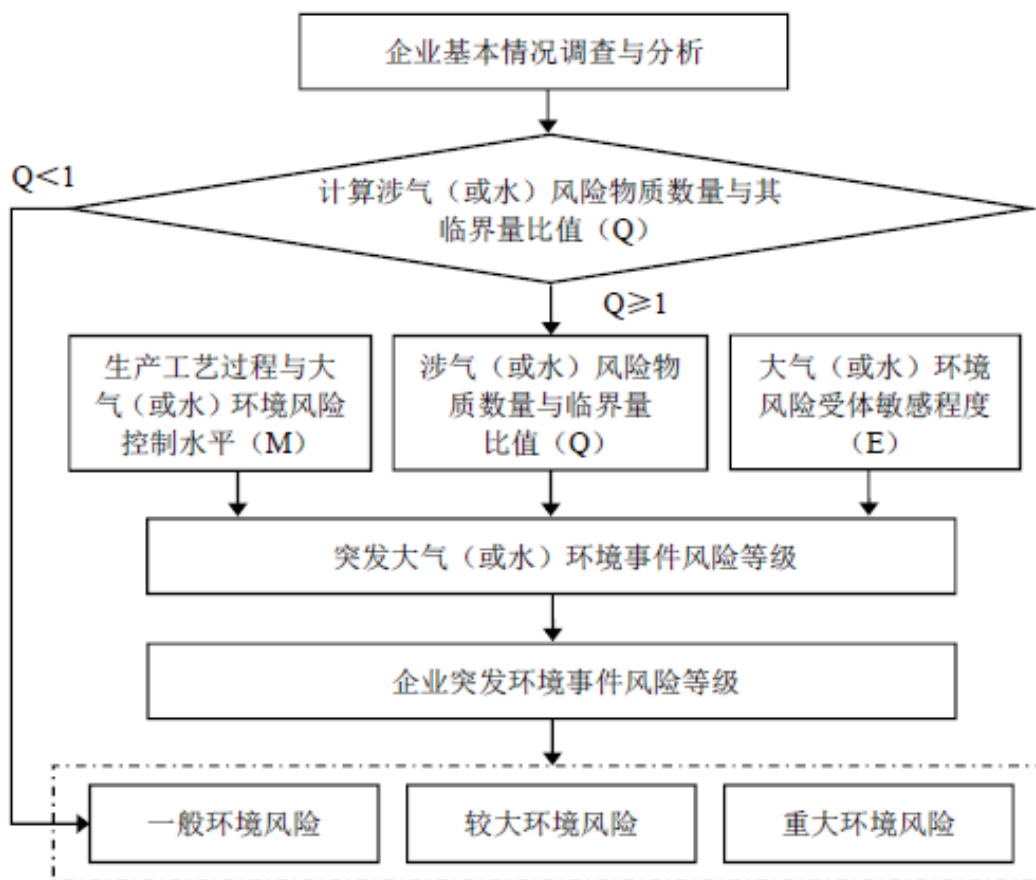 企业基本情况调查与分析
Q＜1
计算涉气（或水）风险物质数量与其
临界量比值（Q）
Q≥1
生产工艺过程与大
气（或水）环境风险
控制水平（M）
涉气（或水）风险物
质数量与临界量
比值（Q）
大气（或水）环境
风险受体敏感程度
（E）
突发大气（或水）环境事件风险等级
企业突发环境事件风险等级
一般环境风险
较大环境风险
重大环境风险